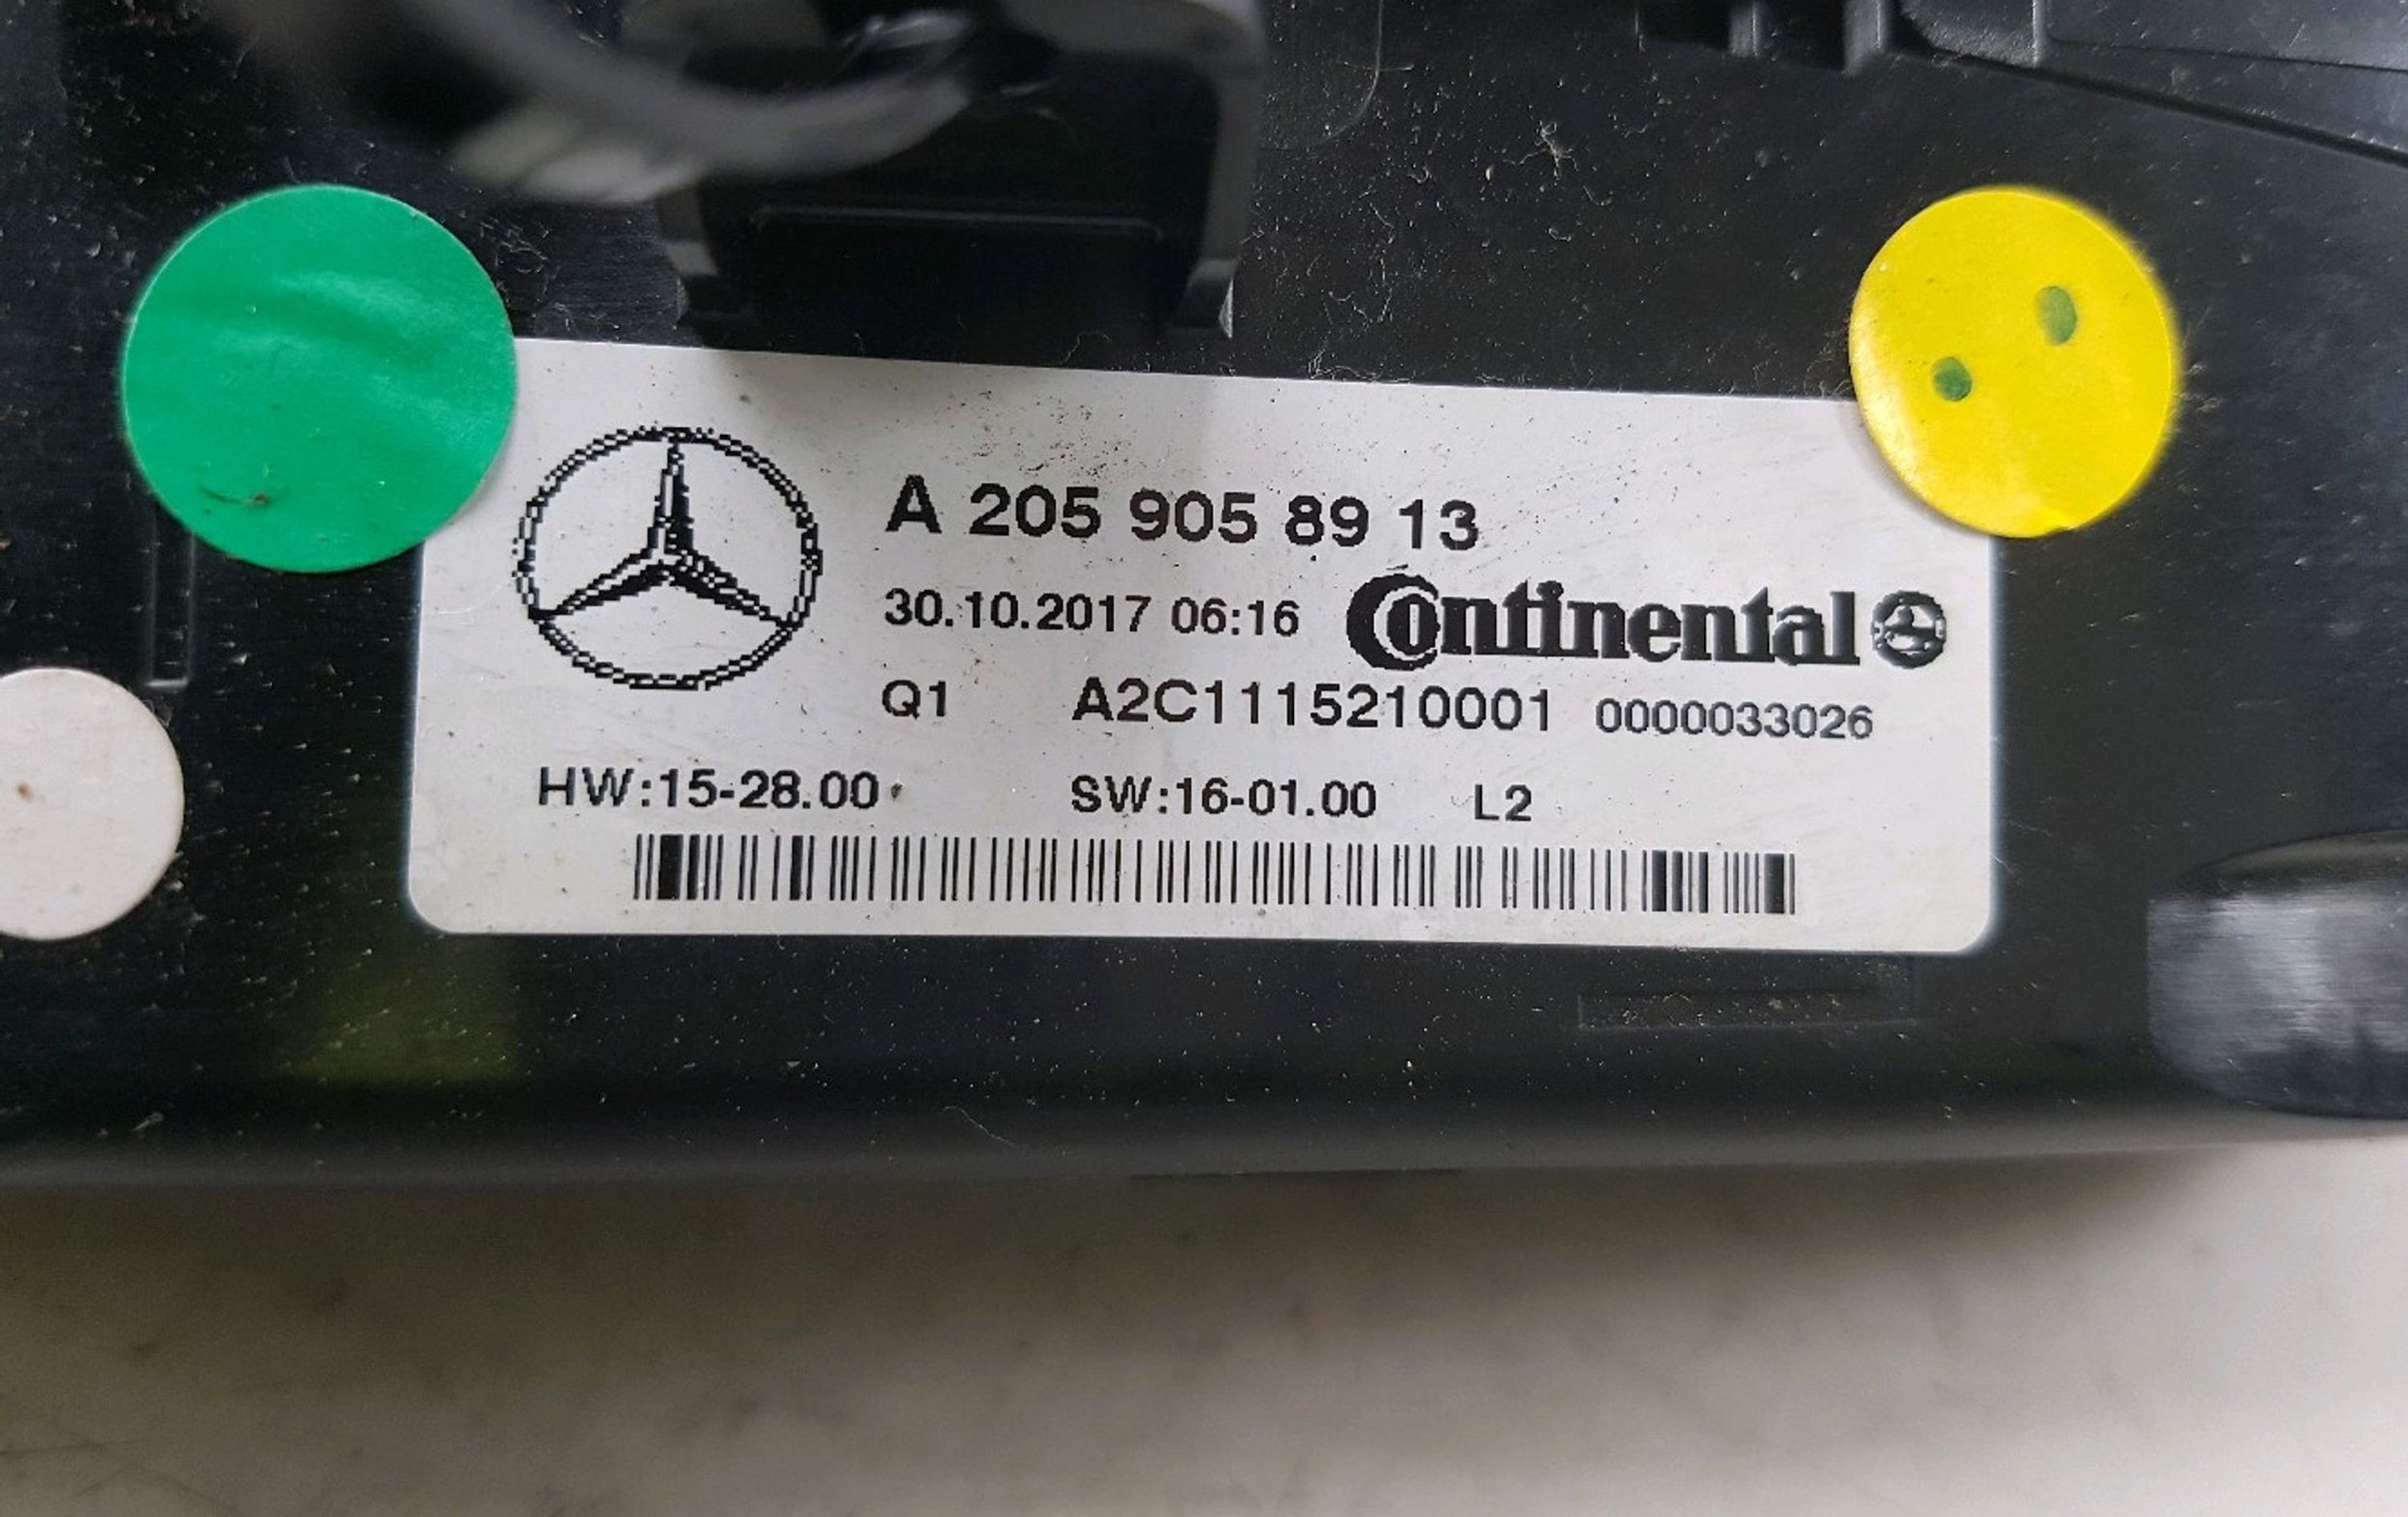 A 205 905 89 13
30.10.2017 06:16 Continental
Q1 A2C1115210001 0000033026
HW:15-28.00 SW:16-01.00 L2